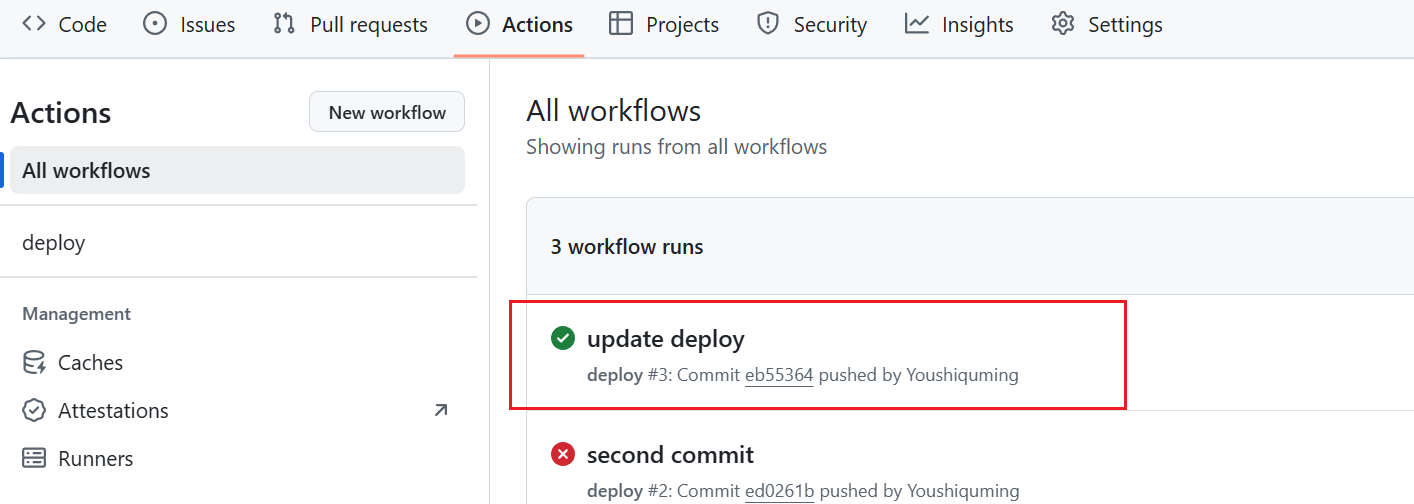 Code Issues Pull requests Actions Projects Security Insights Settings
Actions
New workflow
All workflows
deploy
Management
Caches
Attestations
Runners
All workflows
Showing runs from all workflows
3 workflow runs
update deploy
deploy #3: Commit eb55364 pushed by Youshiquming
second commit
deploy #2: Commit ed0261b pushed by Youshiquming